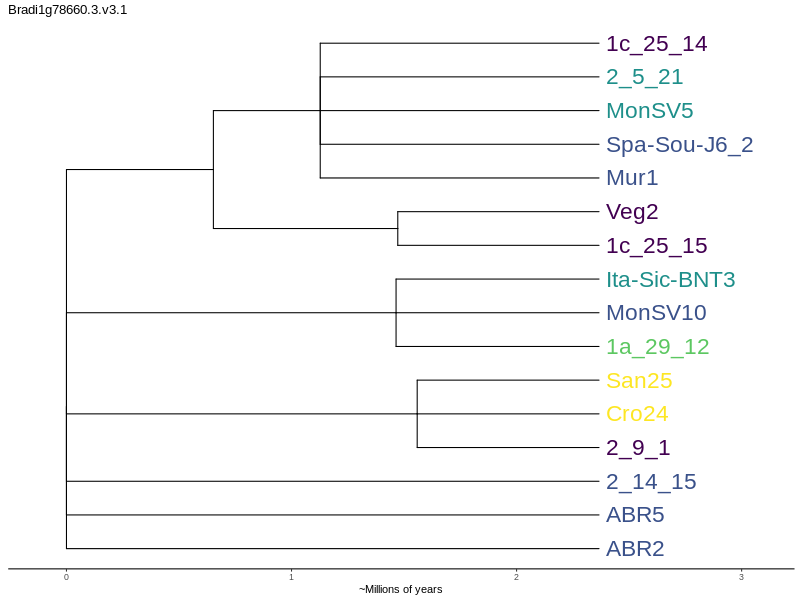 Bradi1g78660.3.v3.1
1c_25_14
2_5_21
MonSV5
Spa-Sou-J6_2
Mur1
Veg2
1c_25_15
Ita-Sic-BNT3
MonSV10
1a_29_12
San25
Cro24
2_9_1
2_14_15
ABR5
ABR2
0 1 2 3
~Millions of years